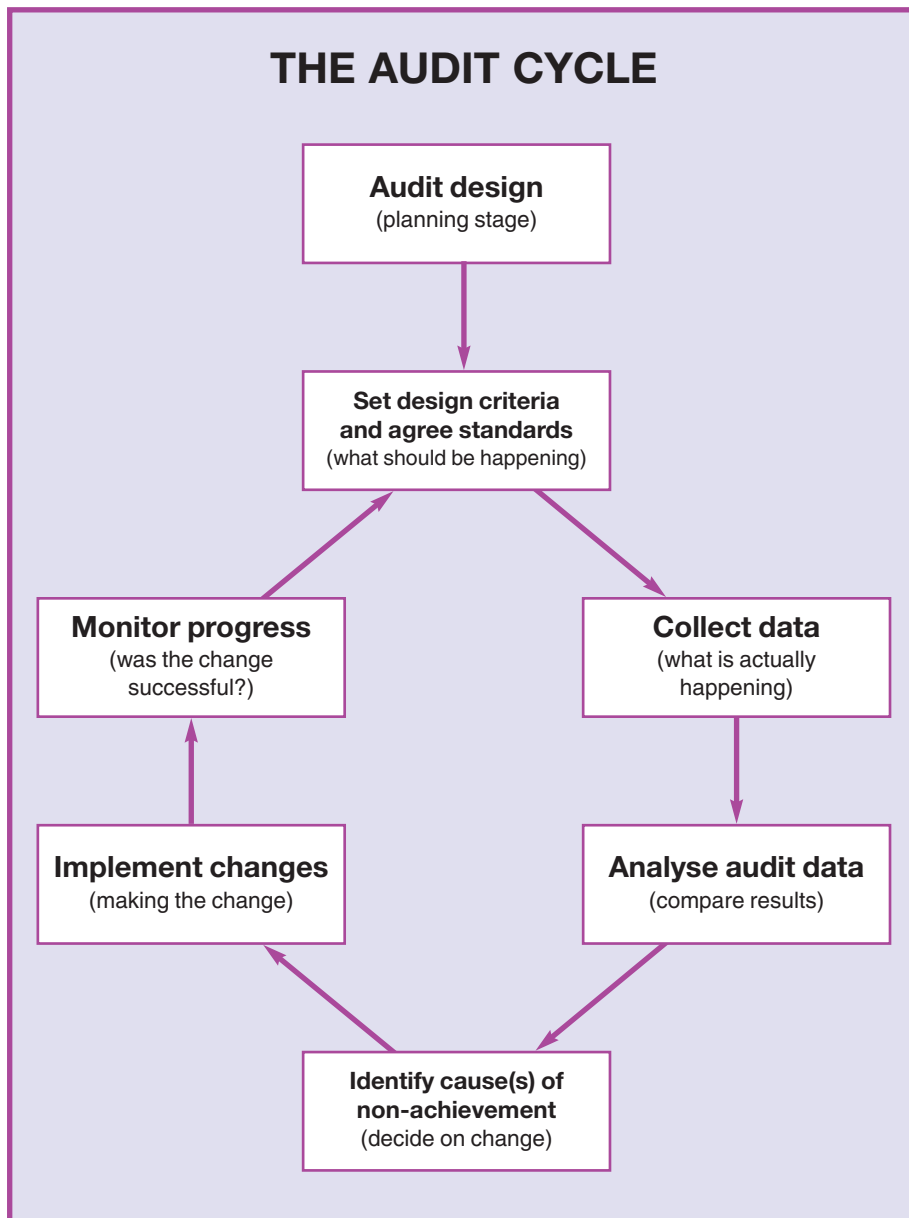 THE AUDIT CYCLE
Audit design
(planning stage)
Set design criteria
and agree standards
(what should be happening)
Monitor progress
(was the change
successful?)
Collect data
(what is actually
happening)
Implement changes
(making the change)
Analyse audit data
(compare results)
Identify cause(s) of
non-achievement
(decide on change)